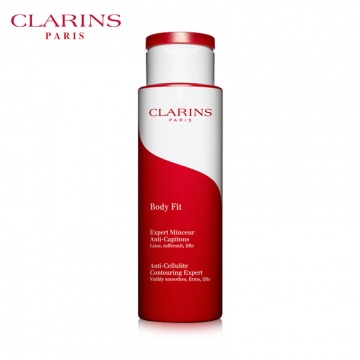 CLARINS
PARIS
CLARINS
PARIS
Body Fit
Expert Minceur
Anti-Capitons
Lisse, raffermit, lifte
Anti-Cellulite
Contouring Expert
Visibly smoothes, firms, lifts